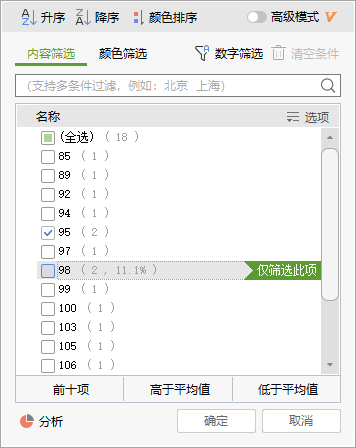 升序 降序 颜色排序 高级模式
内容筛选 颜色筛选 数字筛选 清空条件
(支持多条件过滤，例如：北京 上海)
名称 选项
(全选) ( 18 )
85 ( 1 )
89 ( 1 )
92 ( 1 )
94 ( 1 )
95 ( 2 )
97 ( 1 )
98 ( 2 , 11.1% ) 仅筛选此项
99 ( 1 )
100 ( 1 )
103 ( 1 )
105 ( 1 )
106 ( 1 )
前十项 高于平均值 低于平均值
分析 确定 取消